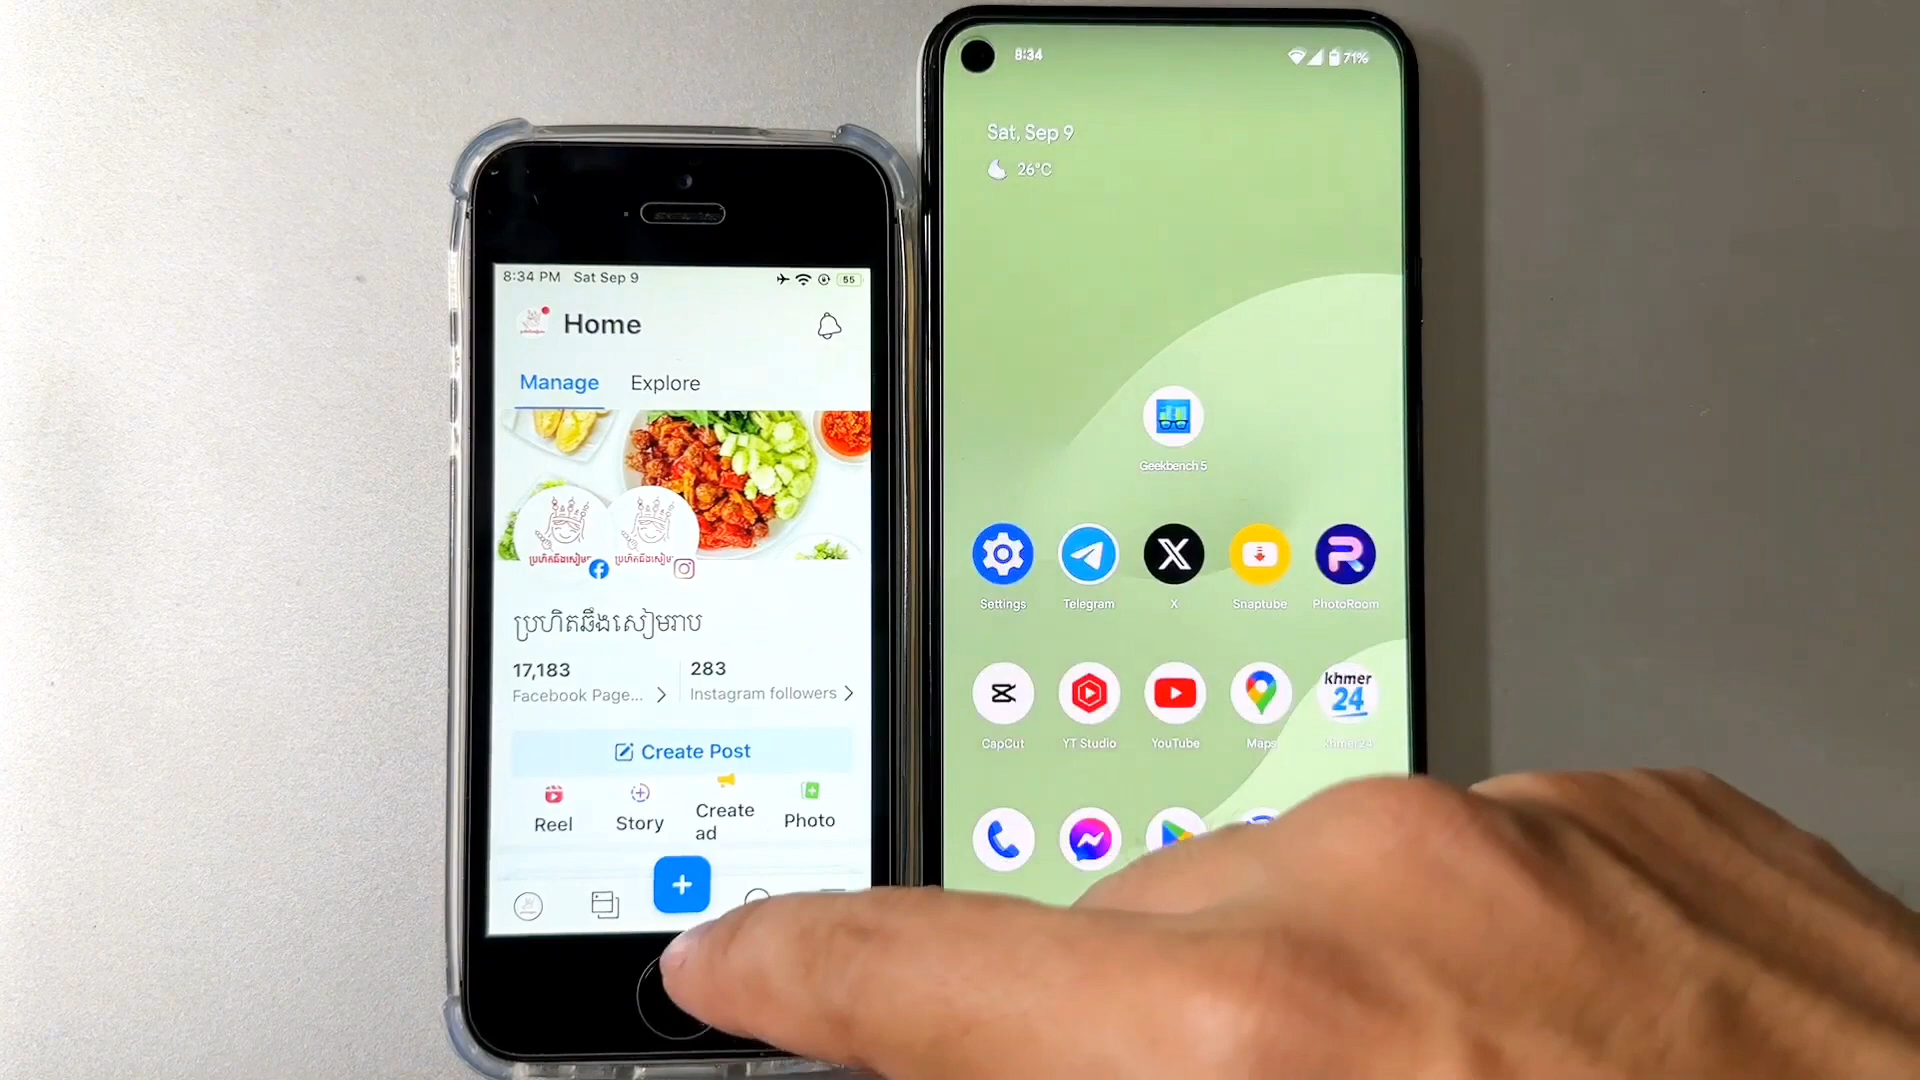 8:34 PM Sat Sep 9
55
Home
Manage Explore
ប្រហិតឆឹងសៀមរាប
17,183
Facebook Page...
283
Instagram followers
Create Post
Reel
Story
Create
ad
Photo
8:34
71%
Sat, Sep 9
26°C
Geekbench 5
Settings
Telegram
X
Snaptube
PhotoRoom
khmer
24
CapCut
YT Studio
YouTube
Maps
khmer24